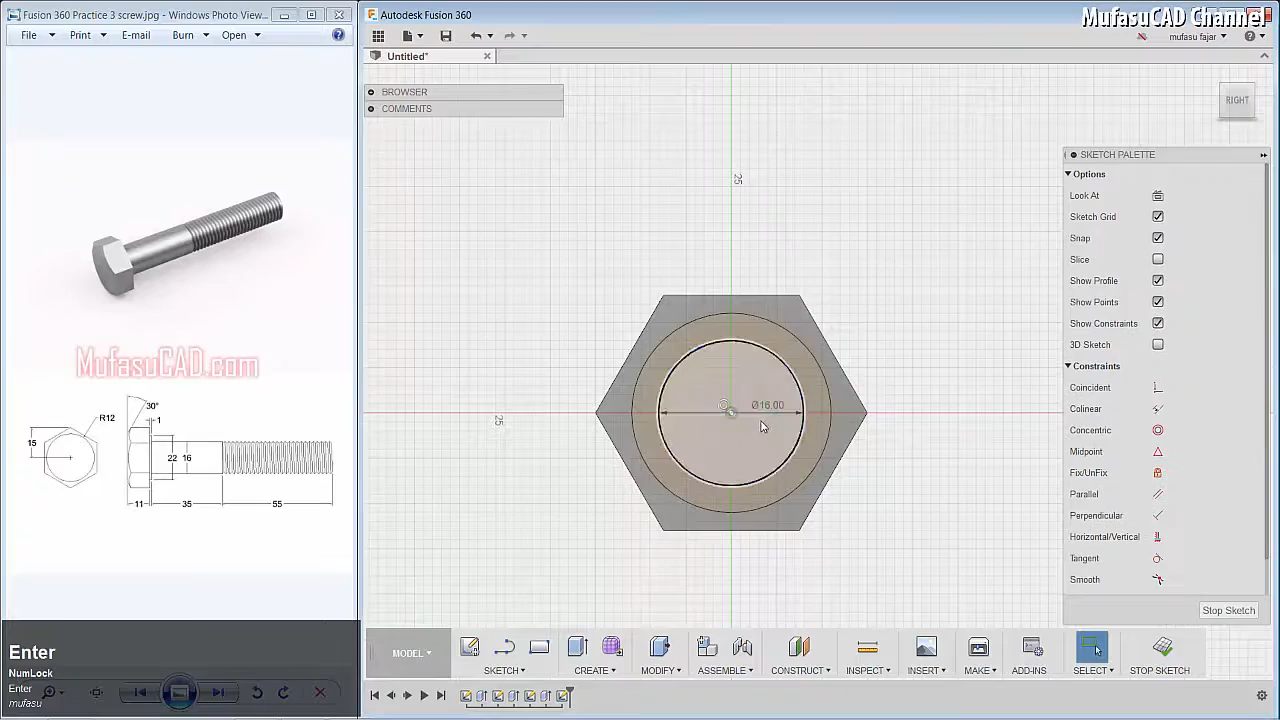 Fusion 360 Practice 3 screw.jpg - Windows Photo View...
File Print E-mail Burn Open
MufasuCAD.com
30°
R12
1
15
22 16
11 35 55
Enter
NumLock
Enter
mufasu
Autodesk Fusion 360
MufasuCAD Channel
mufasu fajar
Untitled*
BROWSER
COMMENTS
RIGHT
25
25
Ø16.00
SKETCH PALETTE
Options
Look At
Sketch Grid
Snap
Slice
Show Profile
Show Points
Show Constraints
3D Sketch
Constraints
Coincident
Colinear
Concentric
Midpoint
Fix/UnFix
Parallel
Perpendicular
Horizontal/Vertical
Tangent
Smooth
Stop Sketch
MODEL
SKETCH CREATE MODIFY ASSEMBLE CONSTRUCT INSPECT INSERT MAKE ADD-INS SELECT STOP SKETCH